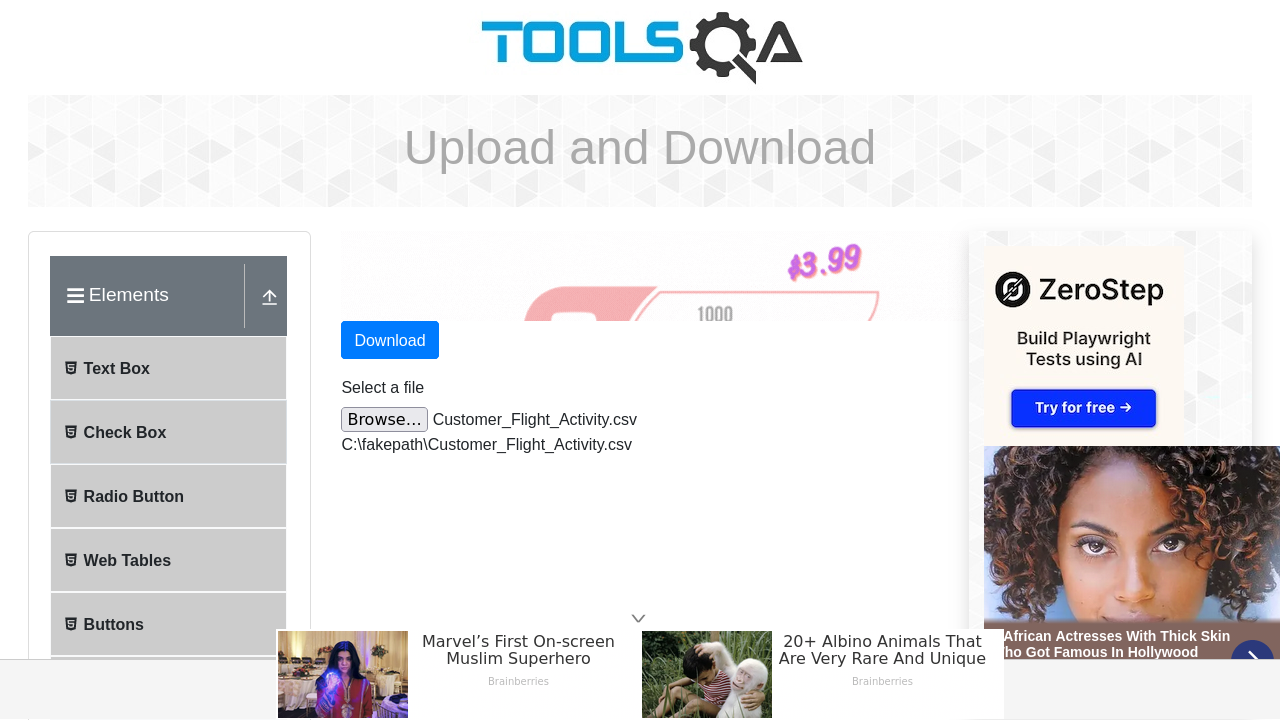 TOOLSQA
Upload and Download
Elements
Text Box
Check Box
Radio Button
Web Tables
Buttons
$3.99
1000
Download
Select a file
Browse... Customer_Flight_Activity.csv
C:\fakepath\Customer_Flight_Activity.csv
ZeroStep
Build Playwright
Tests using AI
Try for free →
African Actresses With Thick Skin
Who Got Famous In Hollywood
Marvel’s First On-screen
Muslim Superhero
Brainberries
20+ Albino Animals That
Are Very Rare And Unique
Brainberries